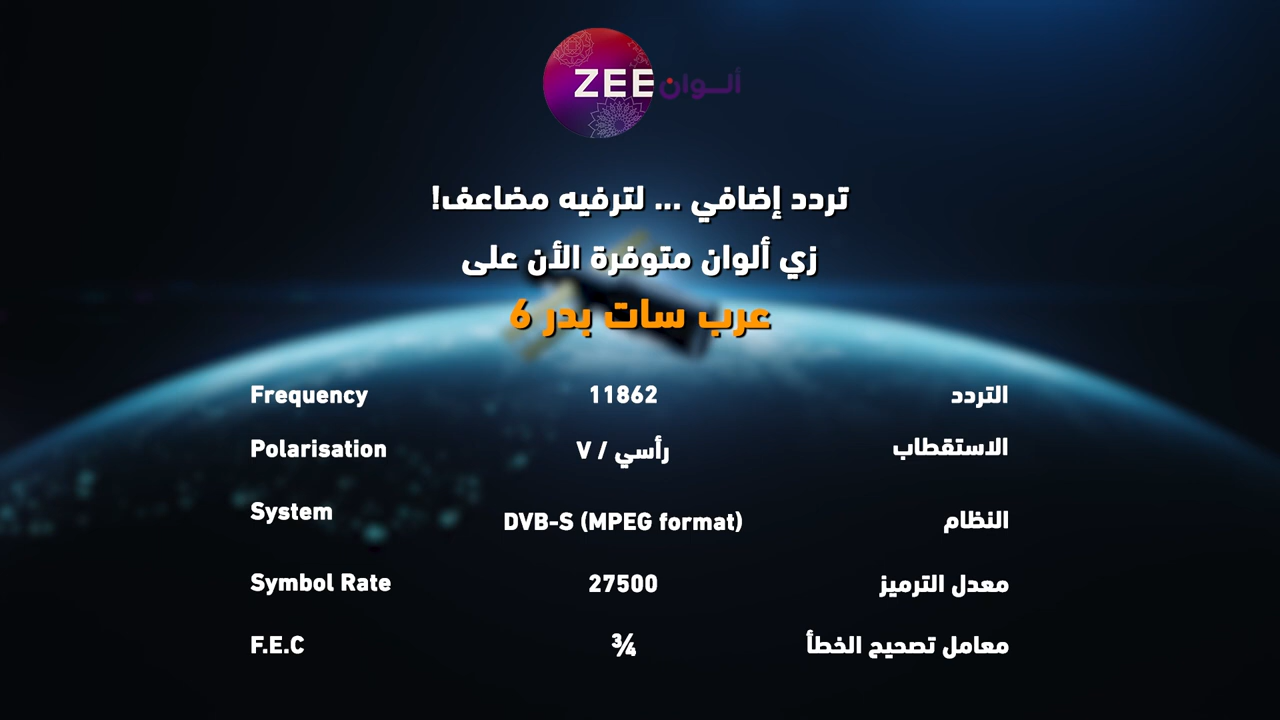 ZEE ألوان
تردد إضافي ... لترفيه مضاعف!
زي ألوان متوفرة الأن على
عرب سات بدر 6
Frequency 11862 التردد
Polarisation رأسي / V الاستقطاب
System DVB-S (MPEG format) النظام
Symbol Rate 27500 معدل الترميز
F.E.C ¾ معامل تصحيح الخطأ